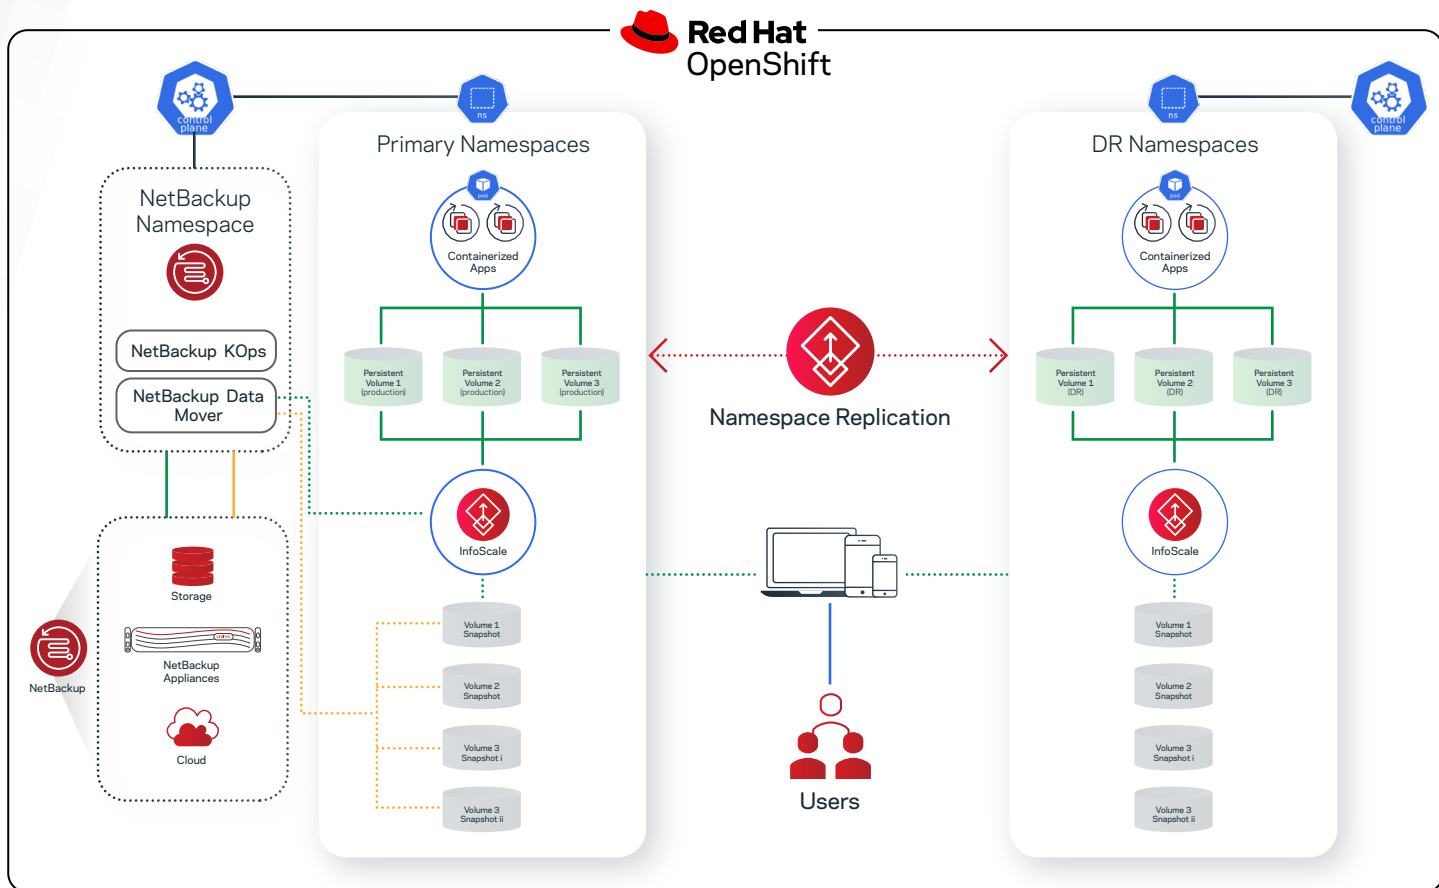 Red Hat
OpenShift
control
plane
ns
ns
control
plane
NetBackup
Namespace
NetBackup KOps
NetBackup Data
Mover
Storage
NetBackup
Appliances
Cloud
NetBackup
Primary Namespaces
pod
Containerized
Apps
Persistent
Volume 1
(production)
Persistent
Volume 2
(production)
Persistent
Volume 3
(production)
InfoScale
Volume 1
Snapshot
Volume 2
Snapshot
Volume 3
Snapshot i
Volume 3
Snapshot ii
Namespace Replication
Users
DR Namespaces
pod
Containerized
Apps
Persistent
Volume 1
(DR)
Persistent
Volume 2
(DR)
Persistent
Volume 3
(DR)
InfoScale
Volume 1
Snapshot
Volume 2
Snapshot
Volume 3
Snapshot i
Volume 3
Snapshot ii